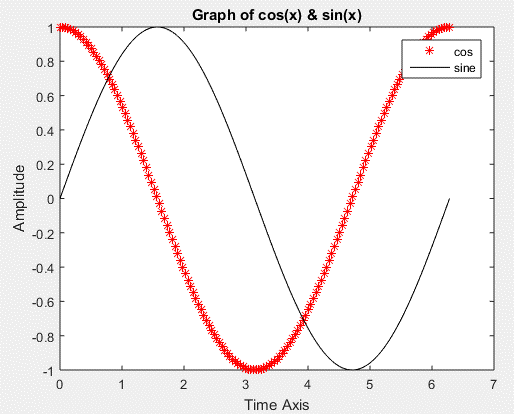 Graph of cos(x) & sin(x)
cos
sine
1
0.8
0.6
0.4
0.2
0
-0.2
-0.4
-0.6
-0.8
-1
Amplitude
0 1 2 3 4 5 6 7
Time Axis